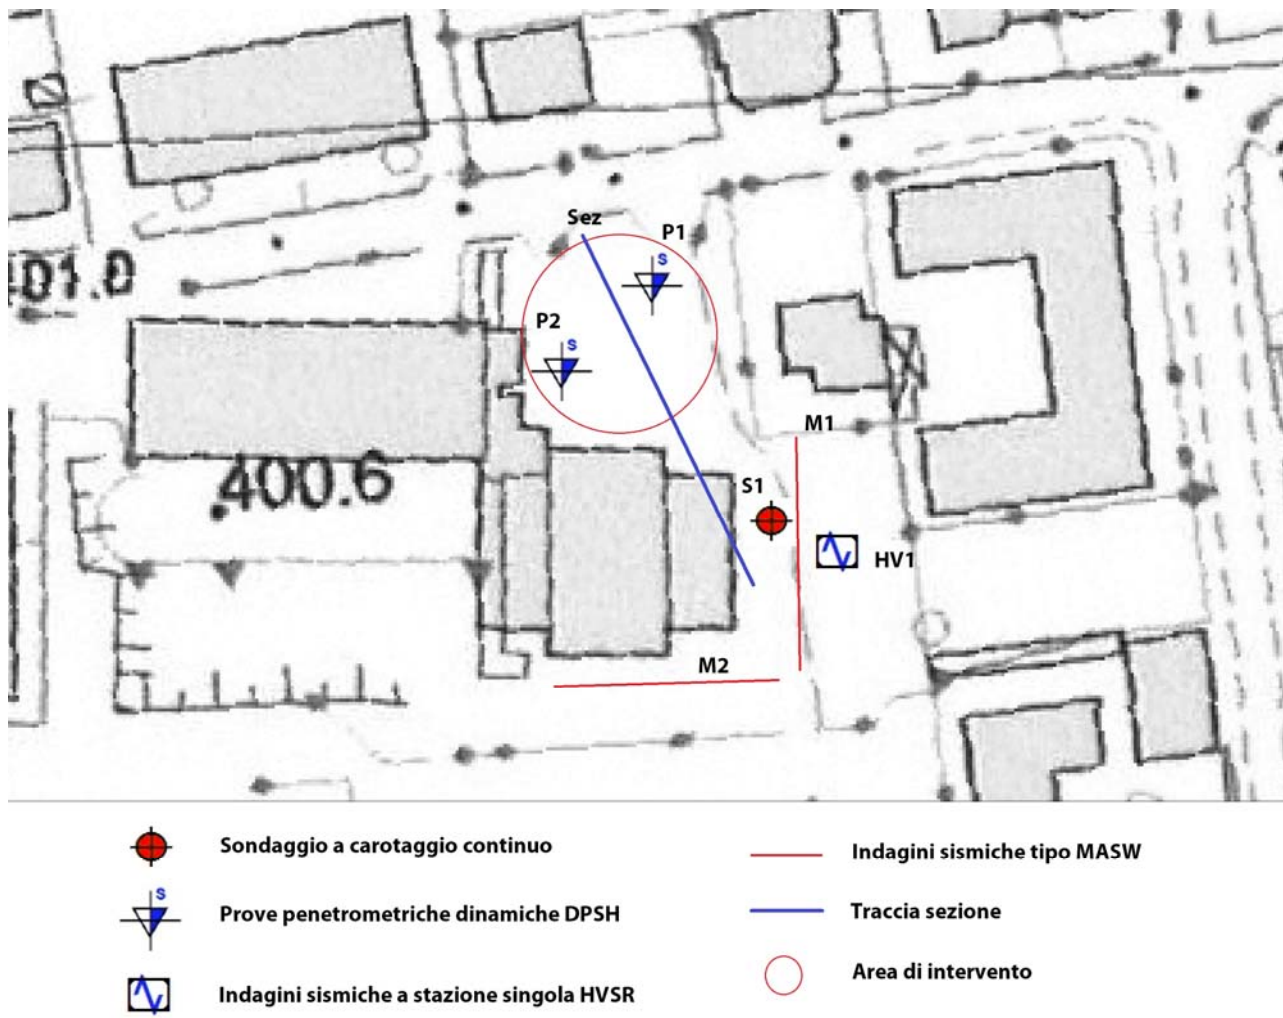 Sez
P1
S
01.0
P2
S
M1
400.6
S1
HV1
M2
Sondaggio a carotaggio continuo
Indagini sismiche tipo MASW
S
Prove penetrometriche dinamiche DPSH
Traccia sezione
Area di intervento
Indagini sismiche a stazione singola HVSR